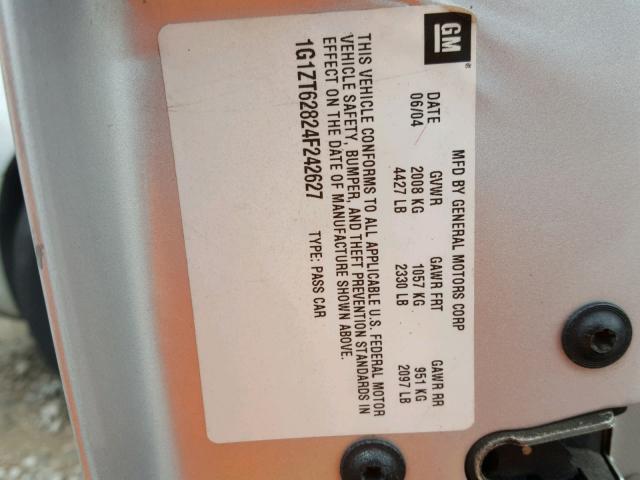 GM
MFD BY GENERAL MOTORS CORP
DATE GVWR GAWR FRT GAWR RR
06/04 2008 KG 1057 KG 951 KG
4427 LB 2330 LB 2097 LB
THIS VEHICLE CONFORMS TO ALL APPLICABLE U.S. FEDERAL MOTOR
VEHICLE SAFETY, BUMPER, AND THEFT PREVENTION STANDARDS IN
EFFECT ON THE DATE OF MANUFACTURE SHOWN ABOVE.
1G1ZT62824F242627 TYPE: PASS CAR